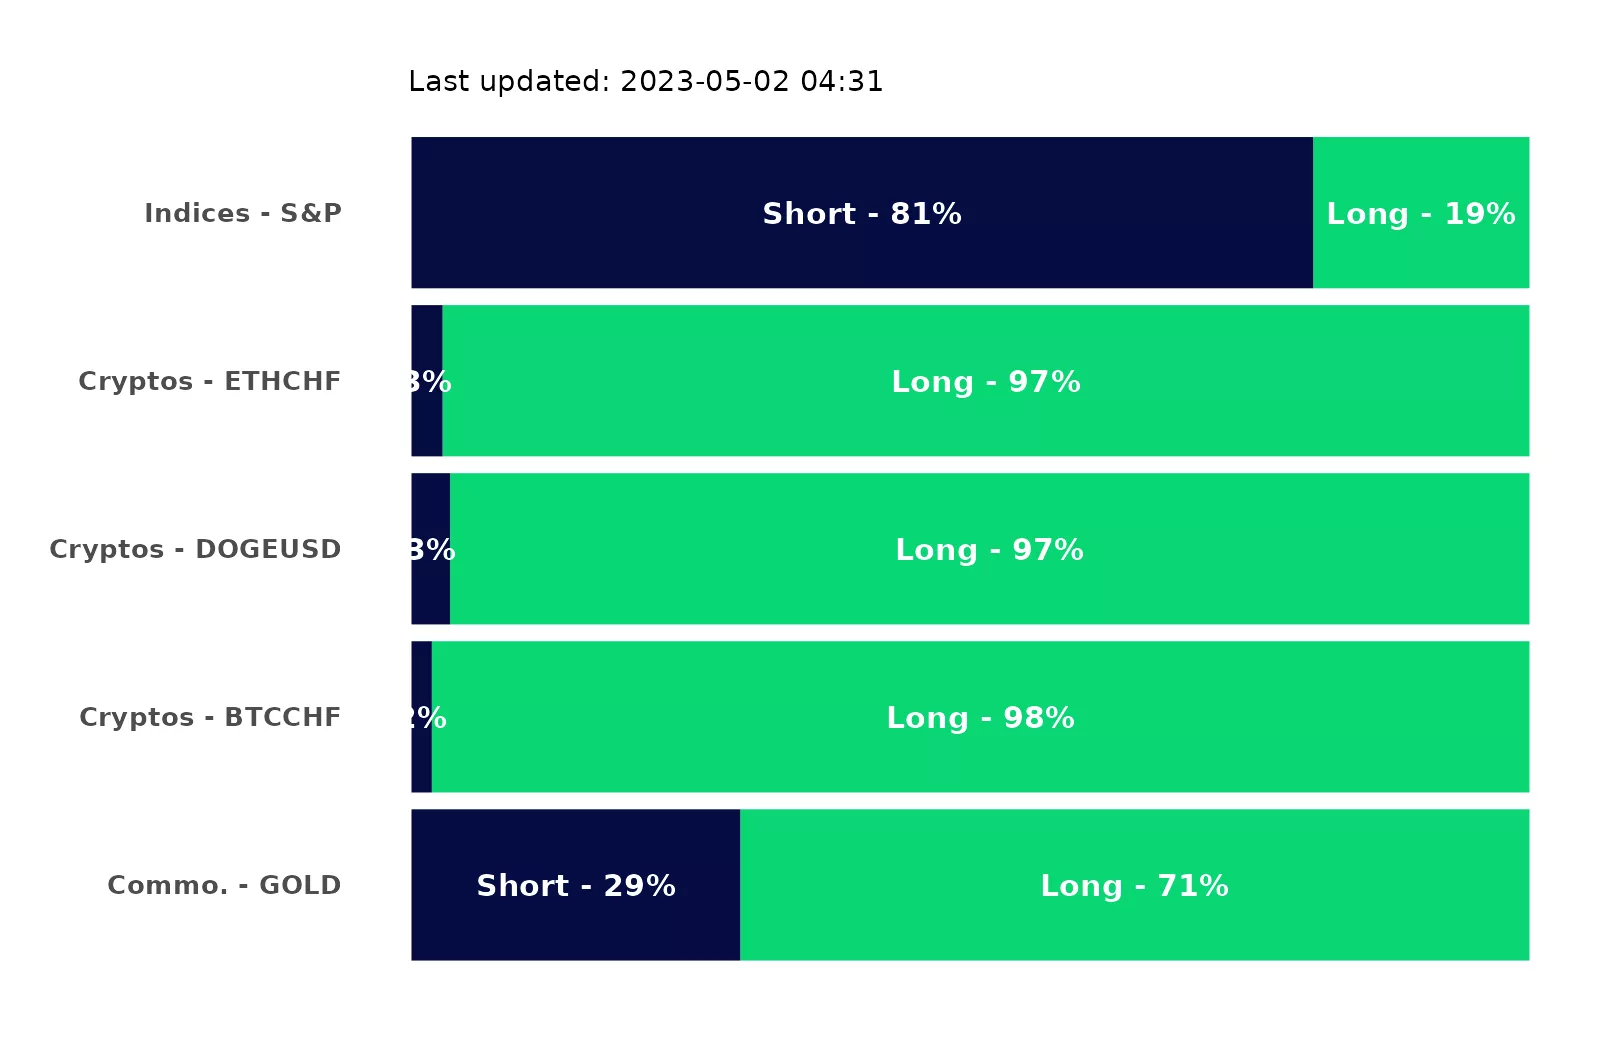 Last updated: 2023-05-02 04:31
Indices - S&P
Short - 81%
Long - 19%
Cryptos - ETHCHF
3%
Long - 97%
Cryptos - DOGEUSD
3%
Long - 97%
Cryptos - BTCCHF
2%
Long - 98%
Commo. - GOLD
Short - 29%
Long - 71%